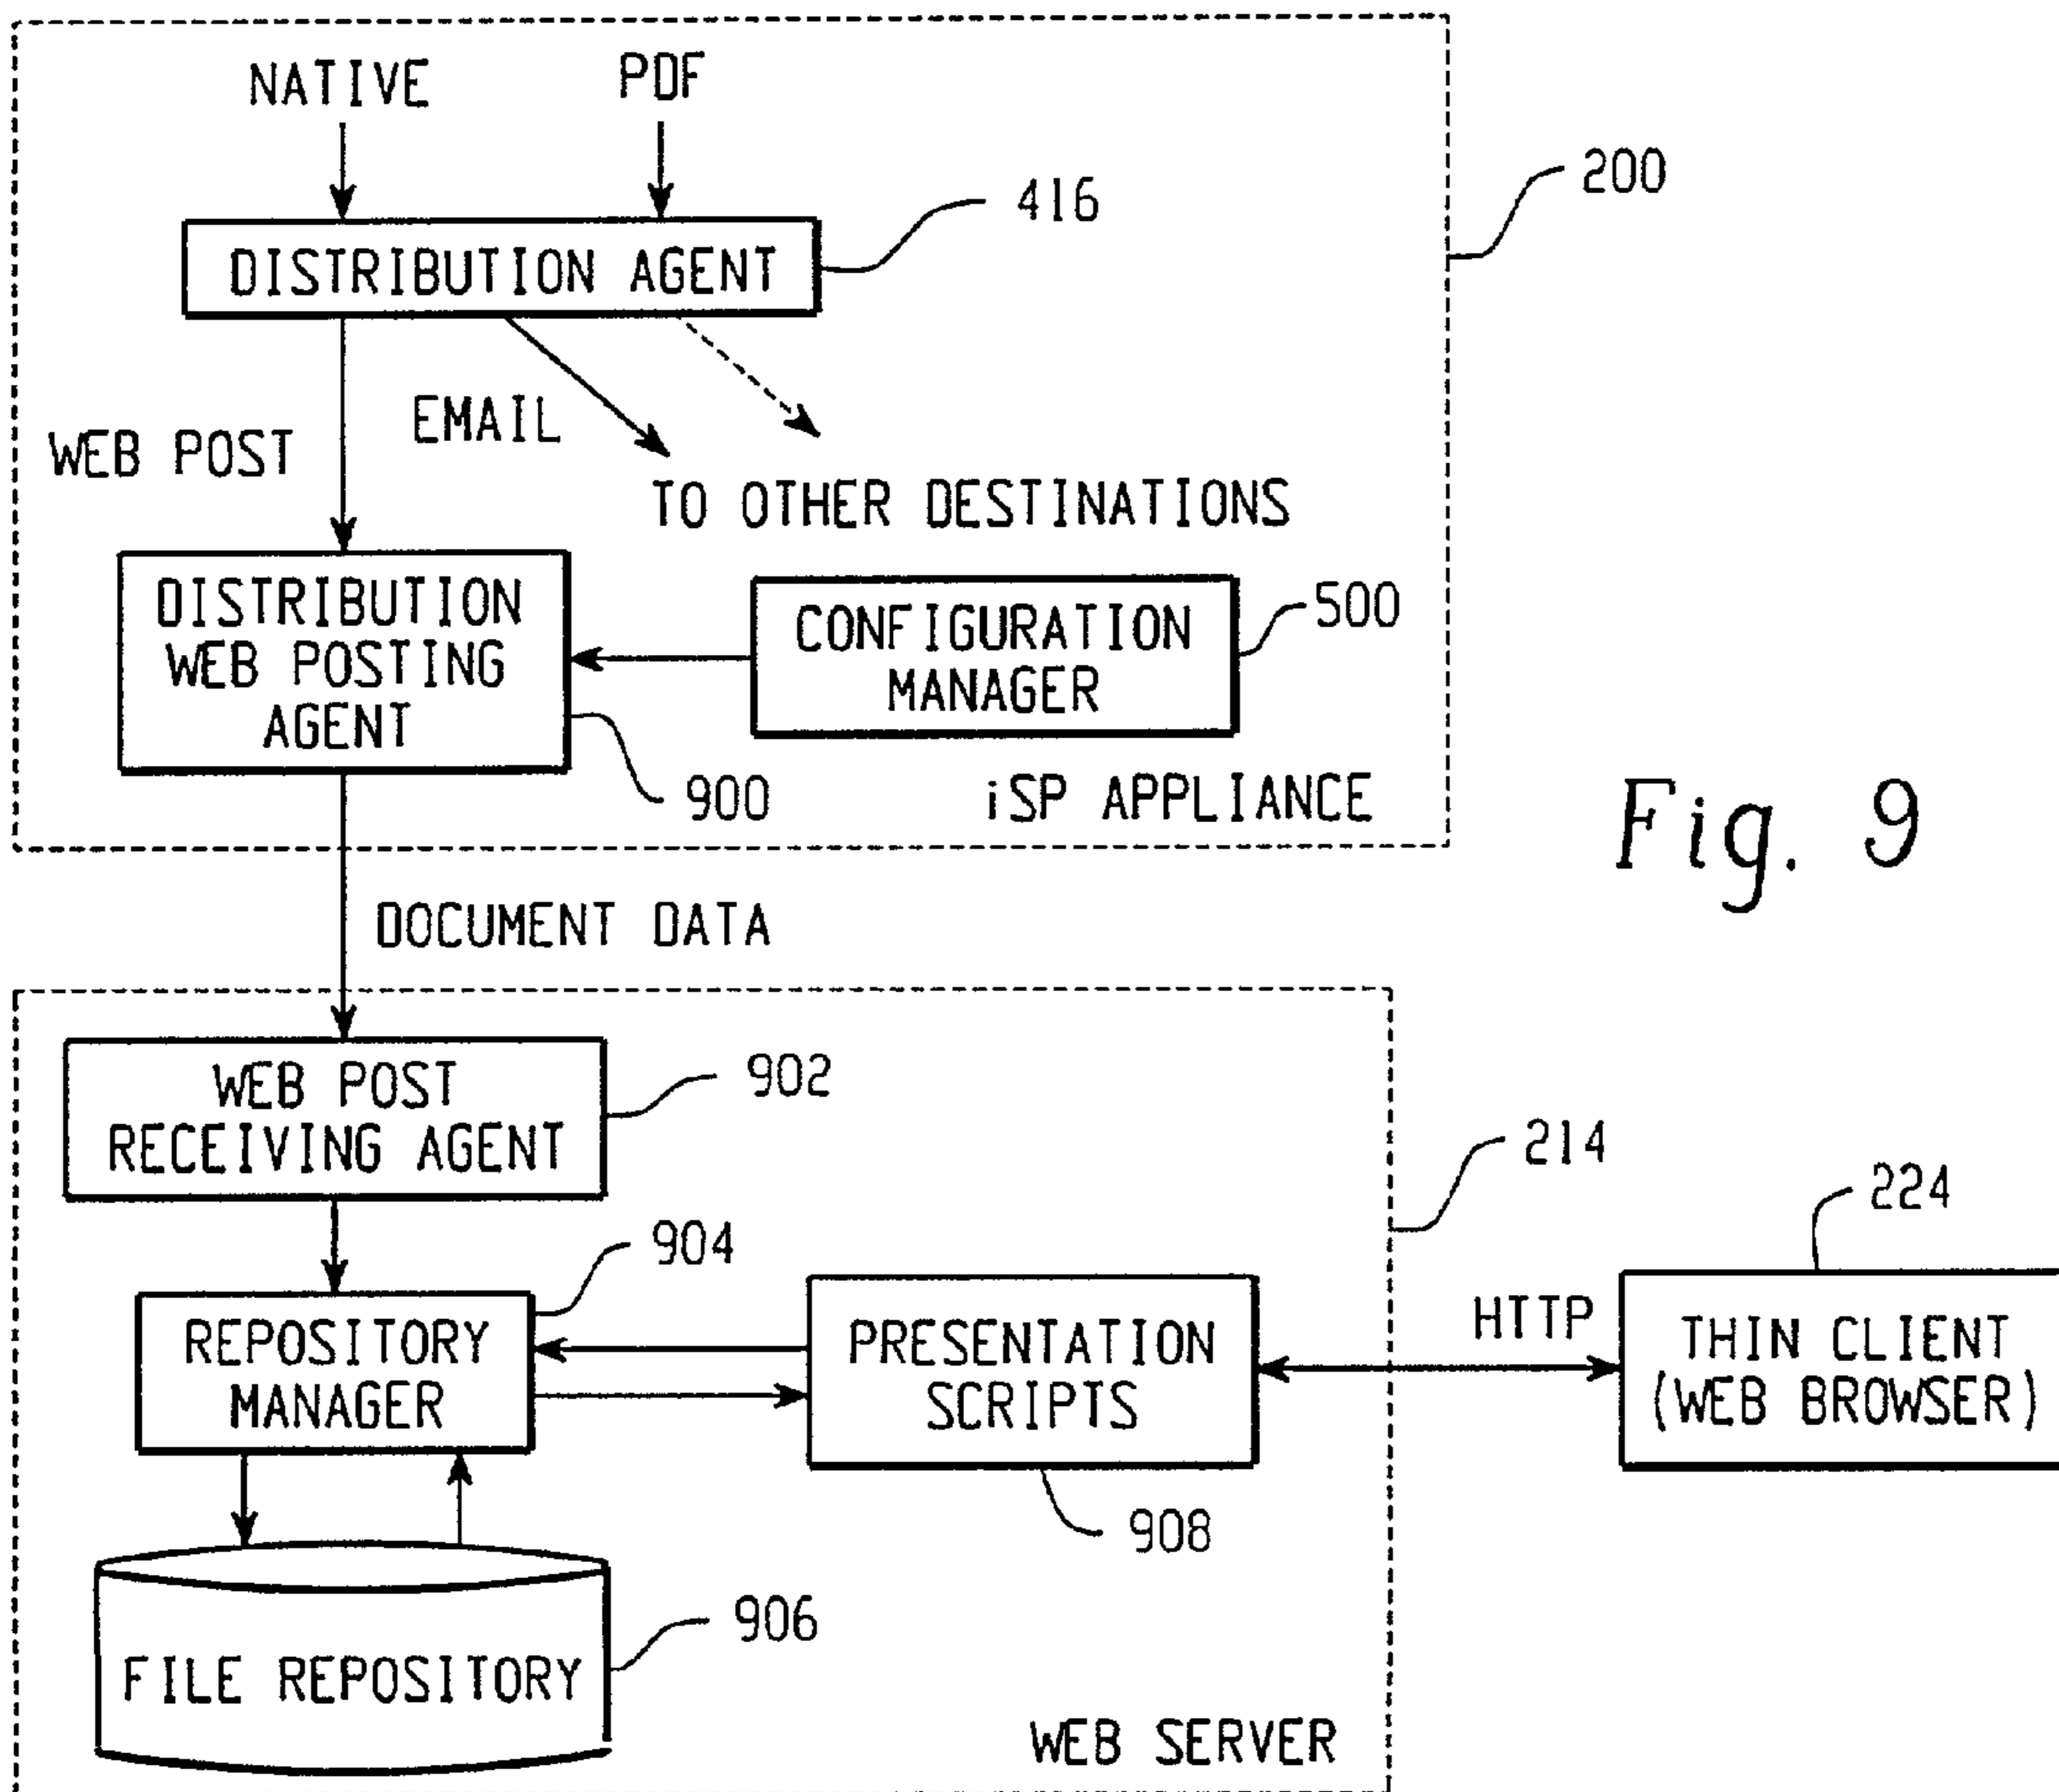 NATIVE
PDF
200
416
DISTRIBUTION AGENT
EMAIL
WEB POST
TO OTHER DESTINATIONS
DISTRIBUTION
WEB POSTING
AGENT
CONFIGURATION
MANAGER
500
900
iSP APPLIANCE
Fig. 9
DOCUMENT DATA
WEB POST
RECEIVING AGENT
902
214
224
904
REPOSITORY
MANAGER
PRESENTATION
SCRIPTS
HTTP
THIN CLIENT
(WEB BROWSER)
908
906
FILE REPOSITORY
WEB SERVER